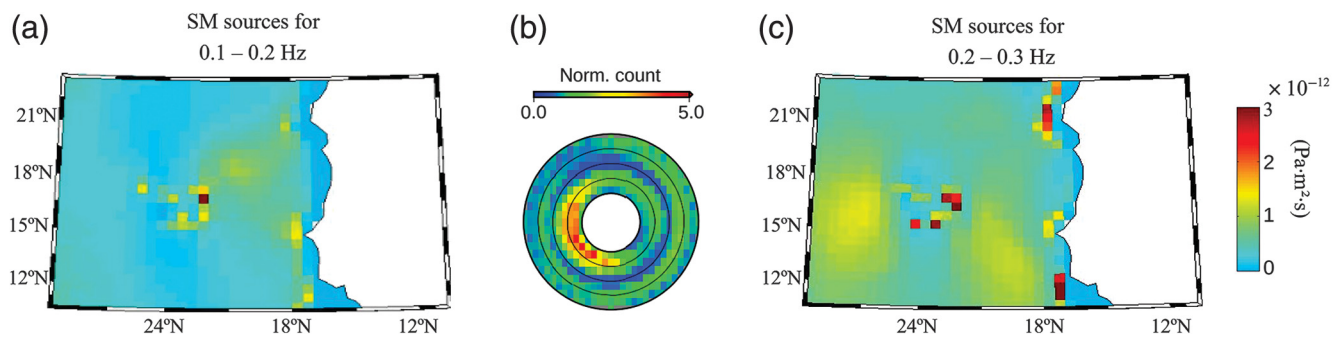 (a)
SM sources for
0.1 – 0.2 Hz
21ºN
18ºN
15ºN
12ºN
24ºN
18ºN
12ºN
(b)
Norm. count
0.0
5.0
(c)
SM sources for
0.2 – 0.3 Hz
21ºN
18ºN
15ºN
12ºN
24ºN
18ºN
12ºN
× 10⁻¹²
3
2
1
0
(Pa·m²·s)